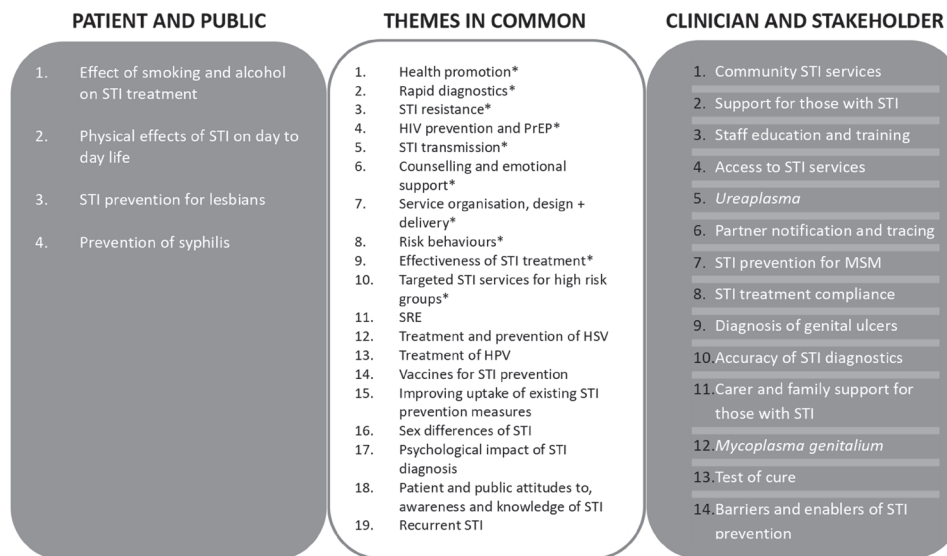 PATIENT AND PUBLIC
1. Effect of smoking and alcohol
on STI treatment
2. Physical effects of STI on day to
day life
3. STI prevention for lesbians
4. Prevention of syphilis
THEMES IN COMMON
1. Health promotion*
2. Rapid diagnostics*
3. STI resistance*
4. HIV prevention and PrEP*
5. STI transmission*
6. Counselling and emotional
support*
7. Service organisation, design +
delivery*
8. Risk behaviours*
9. Effectiveness of STI treatment*
10. Targeted STI services for high risk
groups*
11. SRE
12. Treatment and prevention of HSV
13. Treatment of HPV
14. Vaccines for STI prevention
15. Improving uptake of existing STI
prevention measures
16. Sex differences of STI
17. Psychological impact of STI
diagnosis
18. Patient and public attitudes to,
awareness and knowledge of STI
19. Recurrent STI
CLINICIAN AND STAKEHOLDER
1. Community STI services
2. Support for those with STI
3. Staff education and training
4. Access to STI services
5. Ureaplasma
6. Partner notification and tracing
7. STI prevention for MSM
8. STI treatment compliance
9. Diagnosis of genital ulcers
10. Accuracy of STI diagnostics
11. Carer and family support for
those with STI
12. Mycoplasma genitalium
13. Test of cure
14. Barriers and enablers of STI
prevention